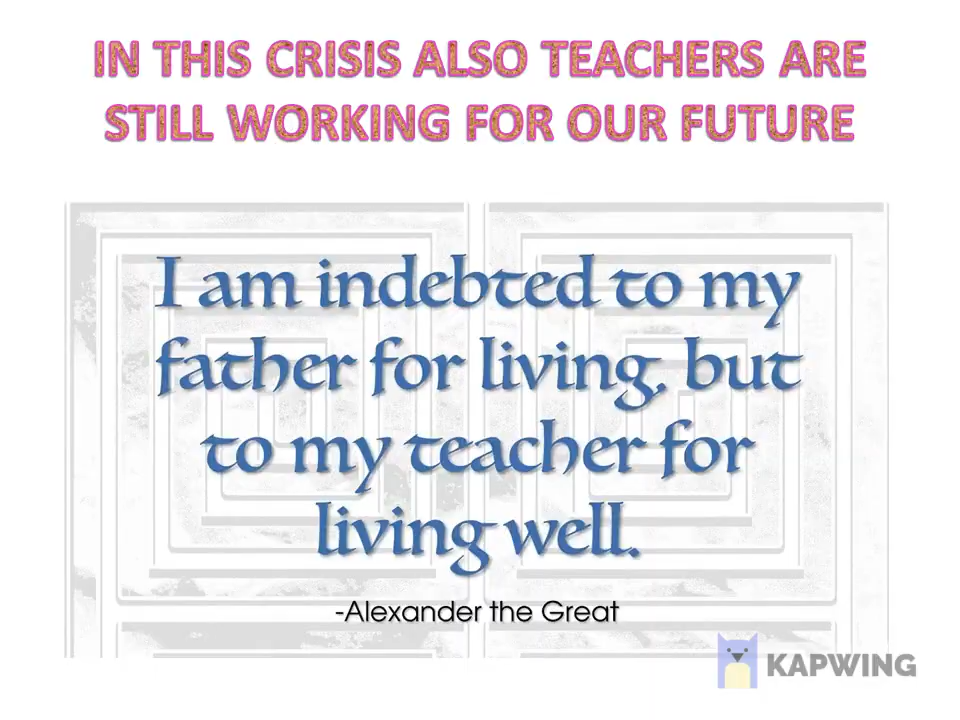 IN THIS CRISIS ALSO TEACHERS ARE
STILL WORKING FOR OUR FUTURE
I am indebted to my
father for living, but
to my teacher for
living well.
-Alexander the Great
KAPWING